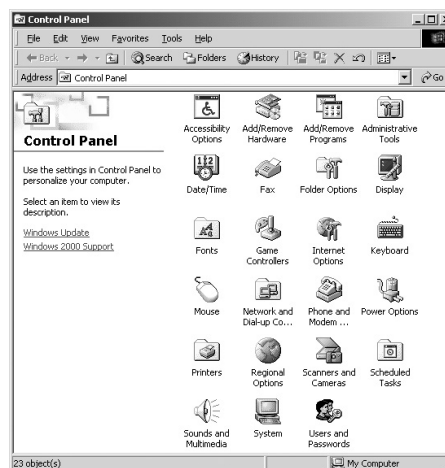 Control Panel
File Edit View Favorites Tools Help
Back Search Folders History
Address Control Panel Go
Control Panel
Use the settings in Control Panel to
personalize your computer.
Select an item to view its
description.
Windows Update
Windows 2000 Support
Accessibility Options
Add/Remove Hardware
Add/Remove Programs
Administrative Tools
Date/Time
Fax
Folder Options
Display
Fonts
Game Controllers
Internet Options
Keyboard
Mouse
Network and Dial-up Co...
Phone and Modem ...
Power Options
Printers
Regional Options
Scanners and Cameras
Scheduled Tasks
Sounds and Multimedia
System
Users and Passwords
23 object(s) My Computer